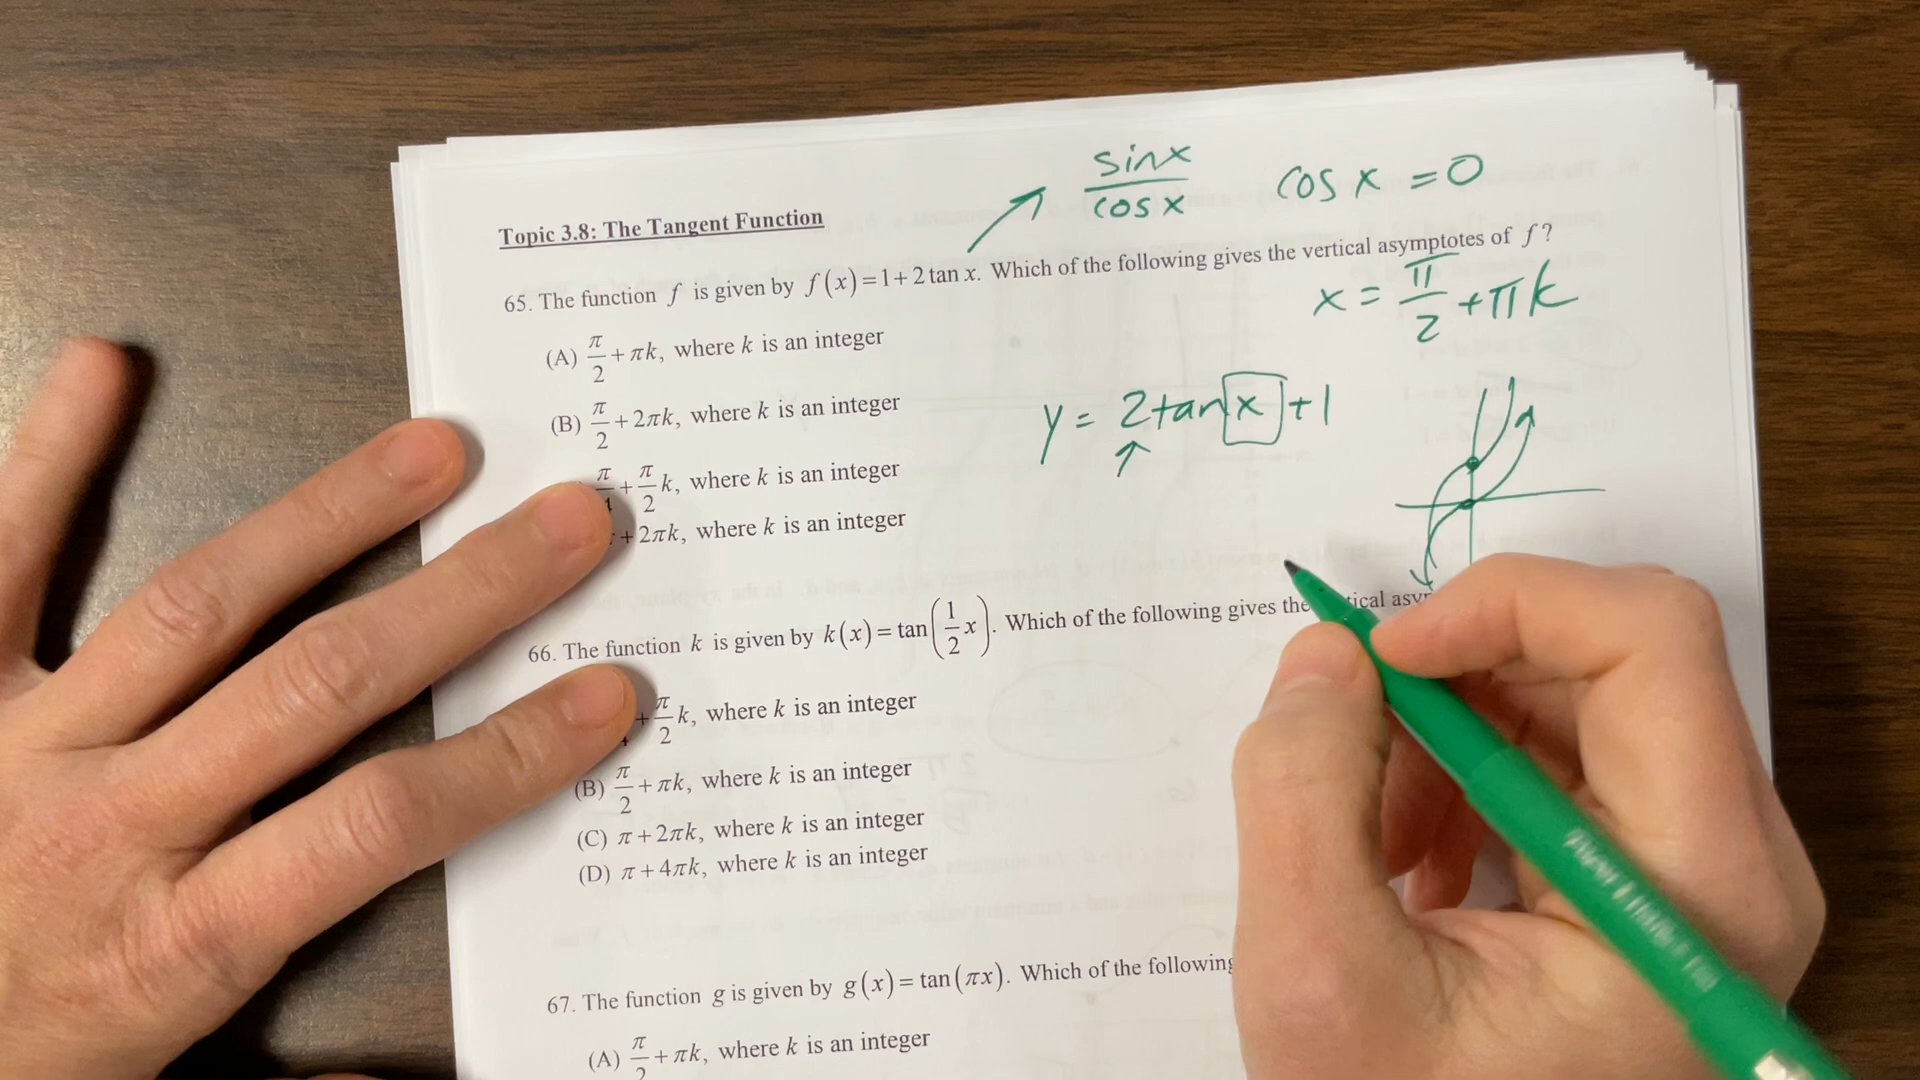 sinx/cosx   cos x = 0
Topic 3.8: The Tangent Function
65. The function f is given by f(x) = 1 + 2 tan x. Which of the following gives the vertical asymptotes of f?
x = π/2 + πk
(A) π/2 + πk, where k is an integer
(B) π/2 + 2πk, where k is an integer
y = 2tan x + 1
π/ + π/2 k, where k is an integer
+ 2πk, where k is an integer
66. The function k is given by k(x) = tan(1/2 x). Which of the following gives the
+ π/2 k, where k is an integer
(B) π/2 + πk, where k is an integer
(C) π + 2πk, where k is an integer
(D) π + 4πk, where k is an integer
67. The function g is given by g(x) = tan(πx). Which of the following
(A) π/2 + πk, where k is an integer